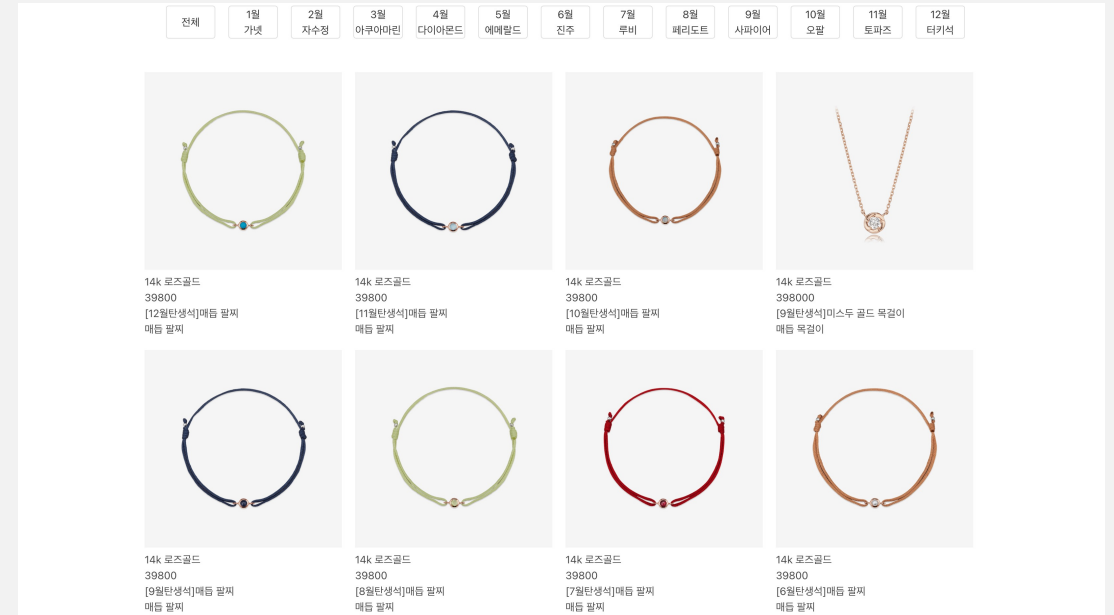 전체
1월
가넷
2월
자수정
3월
아쿠아마린
4월
다이아몬드
5월
에메랄드
6월
진주
7월
루비
8월
페리도트
9월
사파이어
10월
오팔
11월
토파즈
12월
터키석
14k 로즈골드
39800
[12월탄생석]매듭 팔찌
매듭 팔찌
14k 로즈골드
39800
[11월탄생석]매듭 팔찌
매듭 팔찌
14k 로즈골드
39800
[10월탄생석]매듭 팔찌
매듭 팔찌
14k 로즈골드
398000
[9월탄생석]미스두 골드 목걸이
매듭 목걸이
14k 로즈골드
39800
[9월탄생석]매듭 팔찌
매듭 팔찌
14k 로즈골드
39800
[8월탄생석]매듭 팔찌
매듭 팔찌
14k 로즈골드
39800
[7월탄생석]매듭 팔찌
매듭 팔찌
14k 로즈골드
39800
[6월탄생석]매듭 팔찌
매듭 팔찌